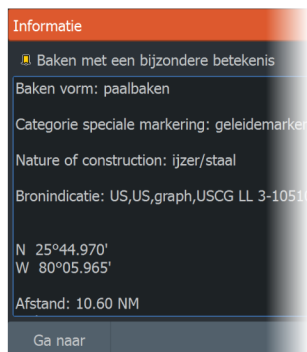 Informatie
Baken met een bijzondere betekenis
Baken vorm: paalbaken
Categorie speciale markering: geleidemarke
Nature of construction: ijzer/staal
Bronindicatie: US,US,graph,USCG LL 3-1051
N 25°44.970'
W 80°05.965'
Afstand: 10.60 NM
Ga naar